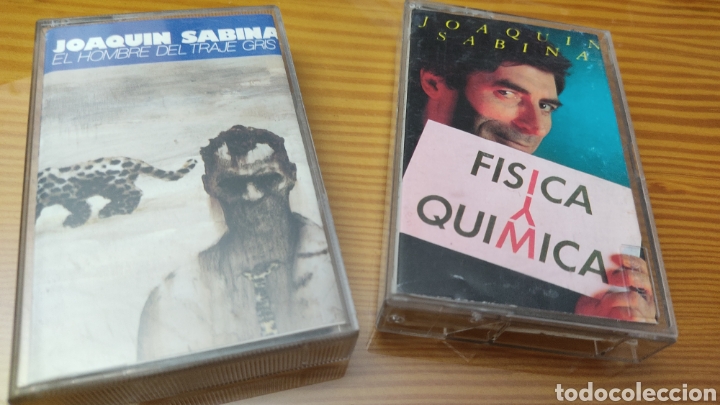 JOAQUIN SABINA
EL HOMBRE DEL TRAJE GRIS
JOAQUIN
SABINA
FISICA
Y
QUIMICA
todocoleccion